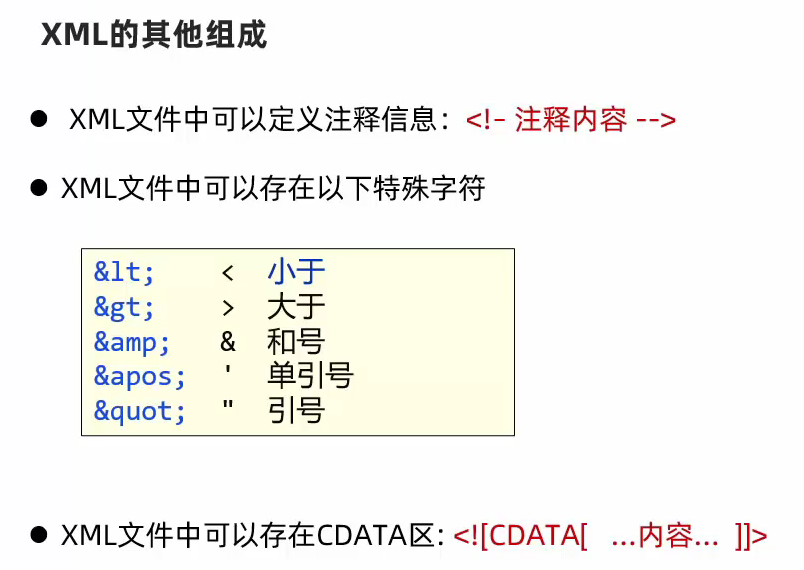 XML的其他组成
● XML文件中可以定义注释信息：<!– 注释内容 -->
● XML文件中可以存在以下特殊字符
&lt; < 小于
&gt; > 大于
&amp; & 和号
&apos; ' 单引号
&quot; " 引号
● XML文件中可以存在CDATA区: <![CDATA[ …内容… ]]>